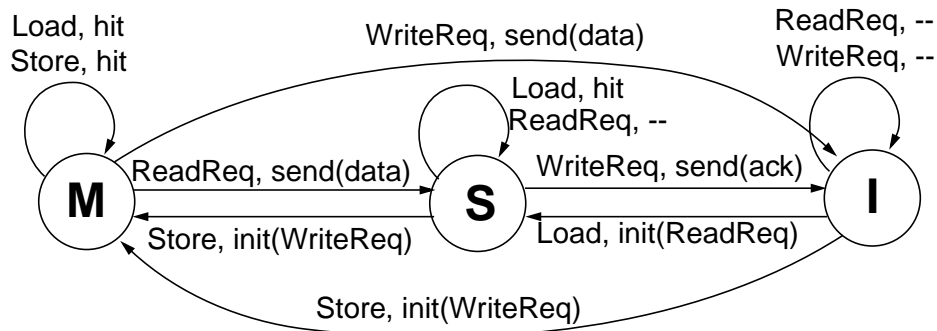 Load, hit
Store, hit
WriteReq, send(data)
ReadReq, --
WriteReq, --
Load, hit
ReadReq, --
ReadReq, send(data)
WriteReq, send(ack)
M
S
I
Store, init(WriteReq)
Load, init(ReadReq)
Store, init(WriteReq)